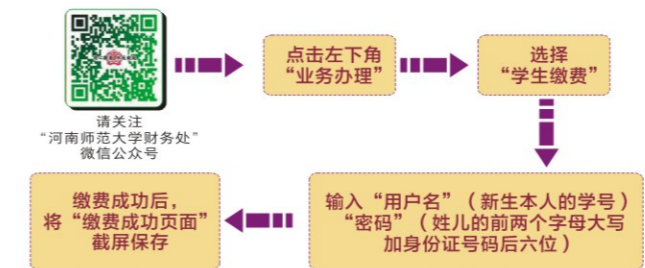 请关注
“河南师范大学财务处”
微信公众号
点击左下角
“业务办理”
选择
“学生缴费”
输入“用户名”（新生本人的学号）
“密码”（姓儿的前两个字母大写
加身份证号码后六位）
缴费成功后，
将“缴费成功页面”
截屏保存